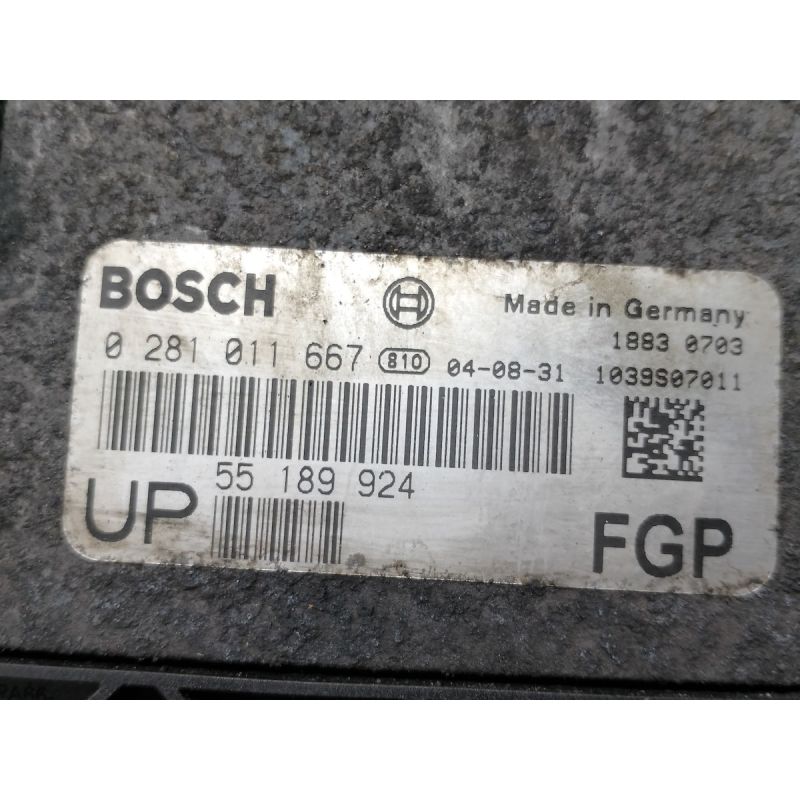 BOSCH
Made in Germany
1883 0703
0 281 011 667 810 04-08-31 1039S07011
55 189 924
UP
FGP